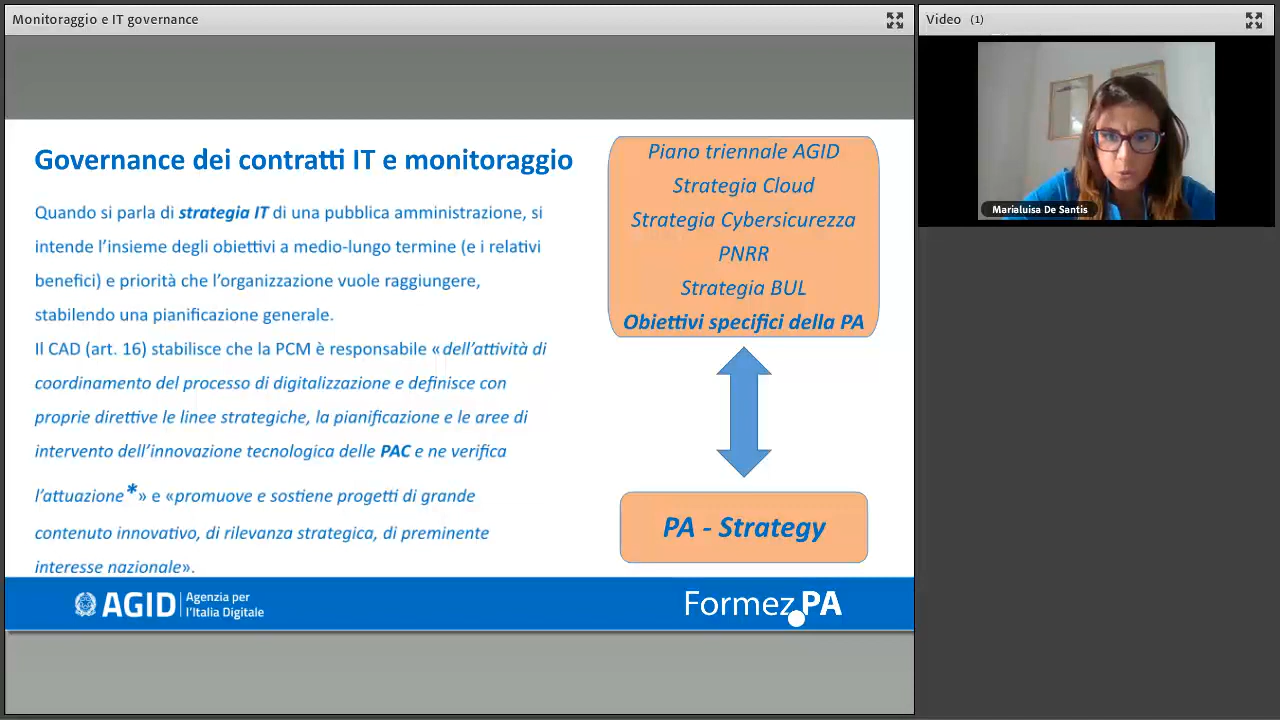 Monitoraggio e IT governance
Video (1)
Marialuisa De Santis
Governance dei contratti IT e monitoraggio
Quando si parla di strategia IT di una pubblica amministrazione, si
intende l'insieme degli obiettivi a medio-lungo termine (e i relativi
benefici) e priorità che l'organizzazione vuole raggiungere,
stabilendo una pianificazione generale.
Il CAD (art. 16) stabilisce che la PCM è responsabile «dell'attività di
coordinamento del processo di digitalizzazione e definisce con
proprie direttive le linee strategiche, la pianificazione e le aree di
intervento dell'innovazione tecnologica delle PAC e ne verifica
l'attuazione*» e «promuove e sostiene progetti di grande
contenuto innovativo, di rilevanza strategica, di preminente
interesse nazionale».
Piano triennale AGID
Strategia Cloud
Strategia Cybersicurezza
PNRR
Strategia BUL
Obiettivi specifici della PA
PA - Strategy
AGID
Agenzia per
l'Italia Digitale
Formez PA